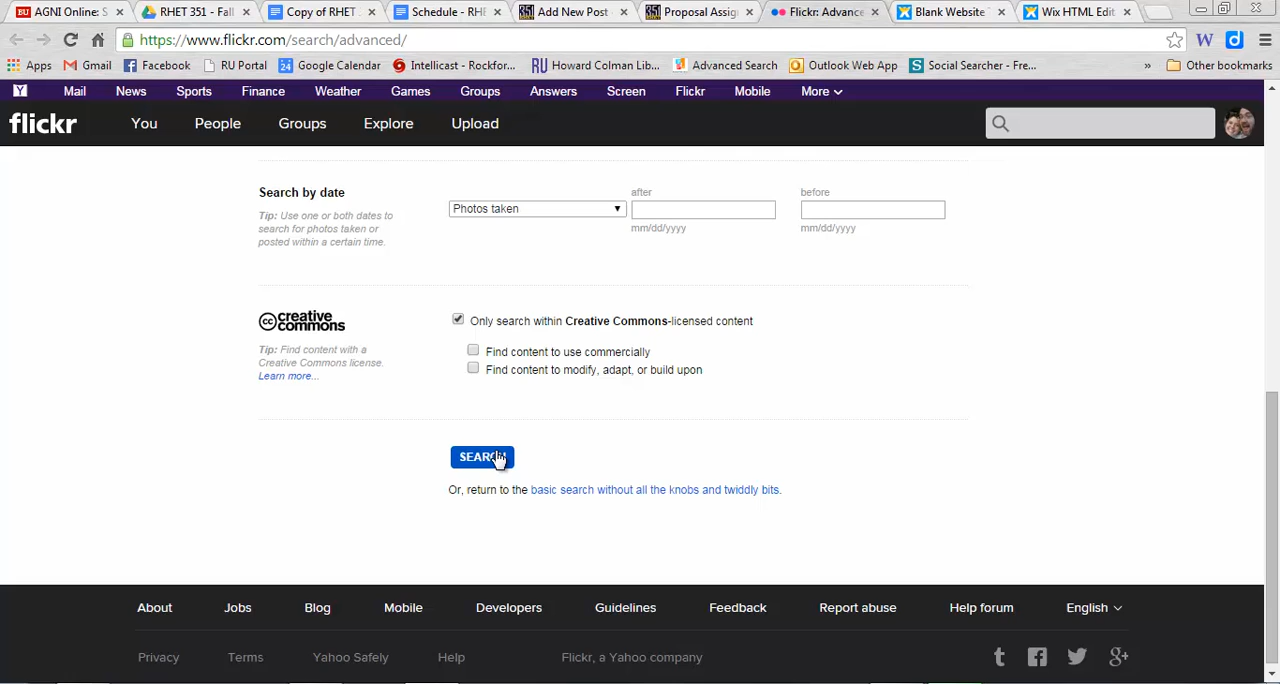 AGNI Online: S
RHET 351 - Fall
Copy of RHET
Schedule - RHE
Add New Post
Proposal Assig
Flickr: Advance
Blank Website
Wix HTML Edit
https://www.flickr.com/search/advanced/
Apps Gmail Facebook RU Portal Google Calendar Intellicast - Rockfor... Howard Colman Lib... Advanced Search Outlook Web App Social Searcher - Fre... » Other bookmarks
Mail News Sports Finance Weather Games Groups Answers Screen Flickr Mobile More
flickr You People Groups Explore Upload
Search by date
Tip: Use one or both dates to
search for photos taken or
posted within a certain time.
Photos taken
after
mm/dd/yyyy
before
mm/dd/yyyy
creative
commons
Tip: Find content with a
Creative Commons license.
Learn more...
Only search within Creative Commons-licensed content
Find content to use commercially
Find content to modify, adapt, or build upon
SEARCH
Or, return to the basic search without all the knobs and twiddly bits.
About Jobs Blog Mobile Developers Guidelines Feedback Report abuse Help forum English
Privacy Terms Yahoo Safely Help Flickr, a Yahoo company